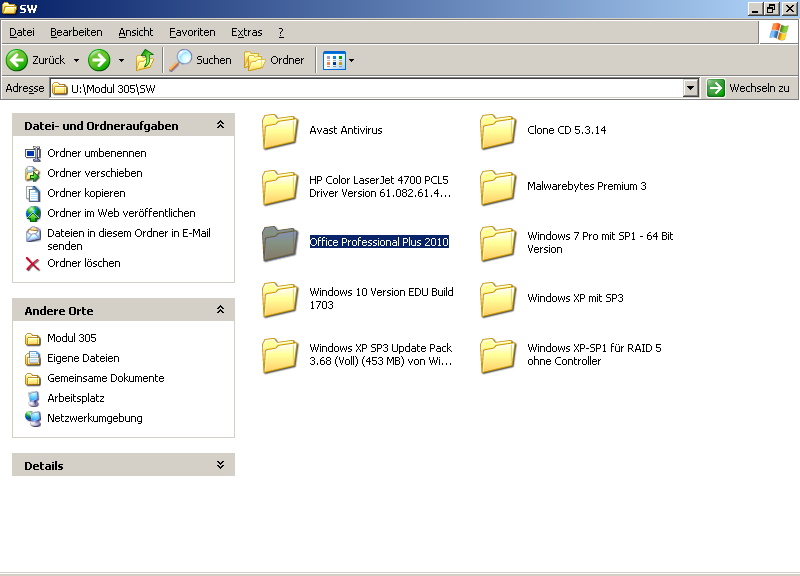 SW
Datei Bearbeiten Ansicht Favoriten Extras ?
Zurück Suchen Ordner
Adresse U:\Modul 305\SW Wechseln zu
Datei- und Ordneraufgaben
Ordner umbenennen
Ordner verschieben
Ordner kopieren
Ordner im Web veröffentlichen
Dateien in diesem Ordner in E-Mail
senden
Ordner löschen
Andere Orte
Modul 305
Eigene Dateien
Gemeinsame Dokumente
Arbeitsplatz
Netzwerkumgebung
Details
Avast Antivirus
Clone CD 5.3.14
HP Color LaserJet 4700 PCL5
Driver Version 61.082.61.4...
Malwarebytes Premium 3
Office Professional Plus 2010
Windows 7 Pro mit SP1 - 64 Bit
Version
Windows 10 Version EDU Build
1703
Windows XP mit SP3
Windows XP SP3 Update Pack
3.68 (Voll) (453 MB) von Wi...
Windows XP-SP1 für RAID 5
ohne Controller